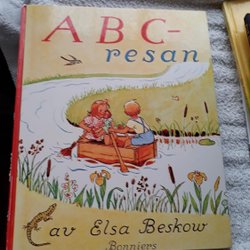 ABC-
resan
av Elsa Beskow
Bonniers